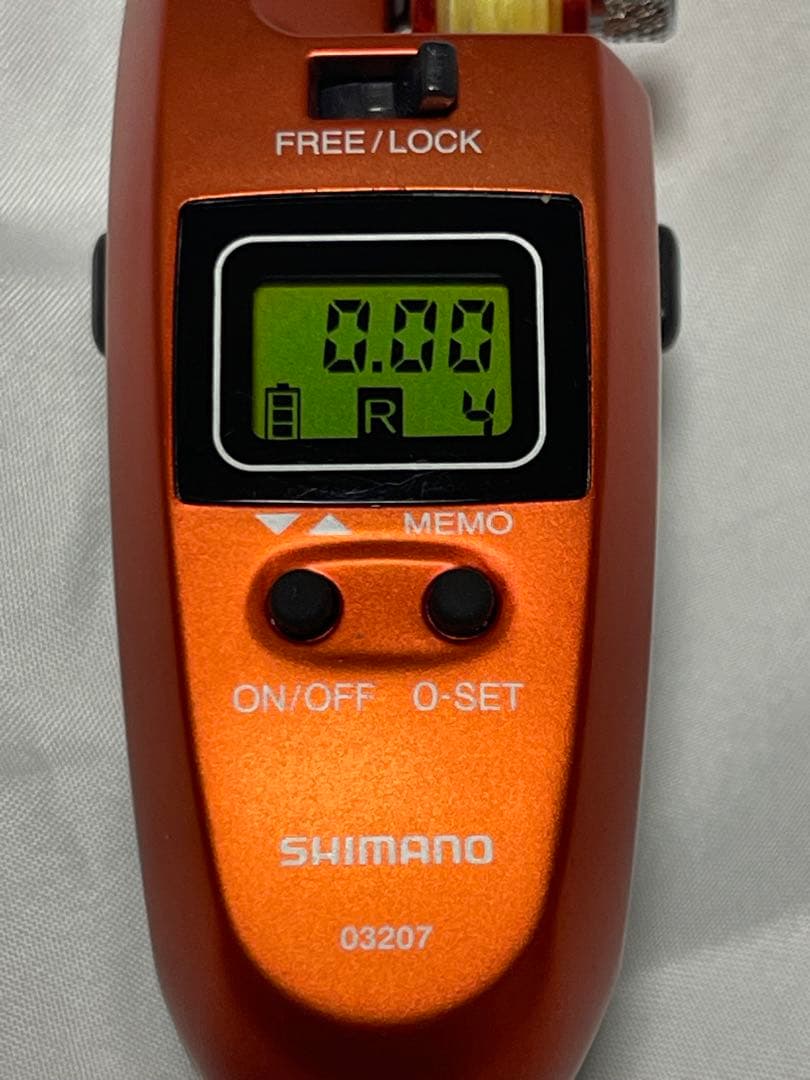 FREE/LOCK
0.00
R 4
▼▲ MEMO
ON/OFF 0-SET
SHIMANO
03207